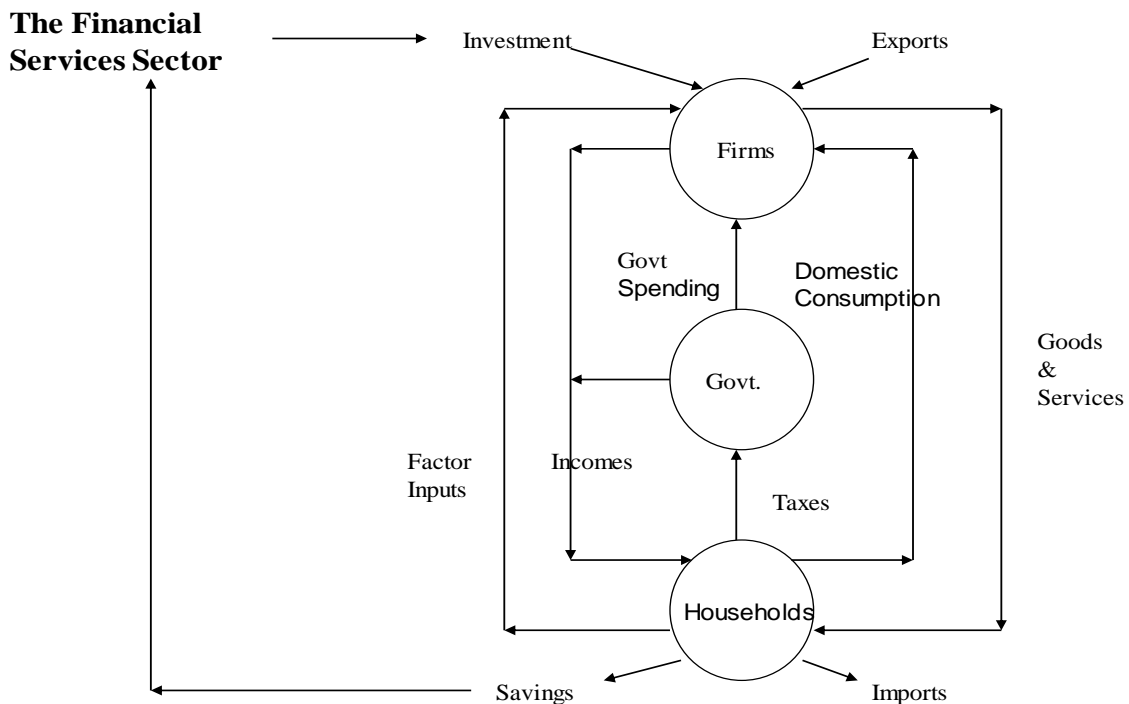 The Financial
Services Sector
Investment
Exports
Firms
Govt
Spending
Domestic
Consumption
Goods
&
Services
Govt.
Factor
Inputs
Incomes
Taxes
Households
Savings
Imports